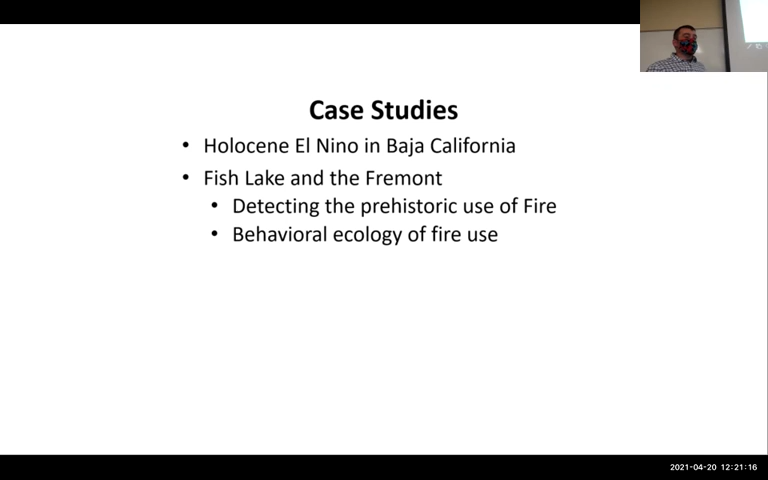 Case Studies
• Holocene El Nino in Baja California
• Fish Lake and the Fremont
• Detecting the prehistoric use of Fire
• Behavioral ecology of fire use
2021-04-20 12:21:16